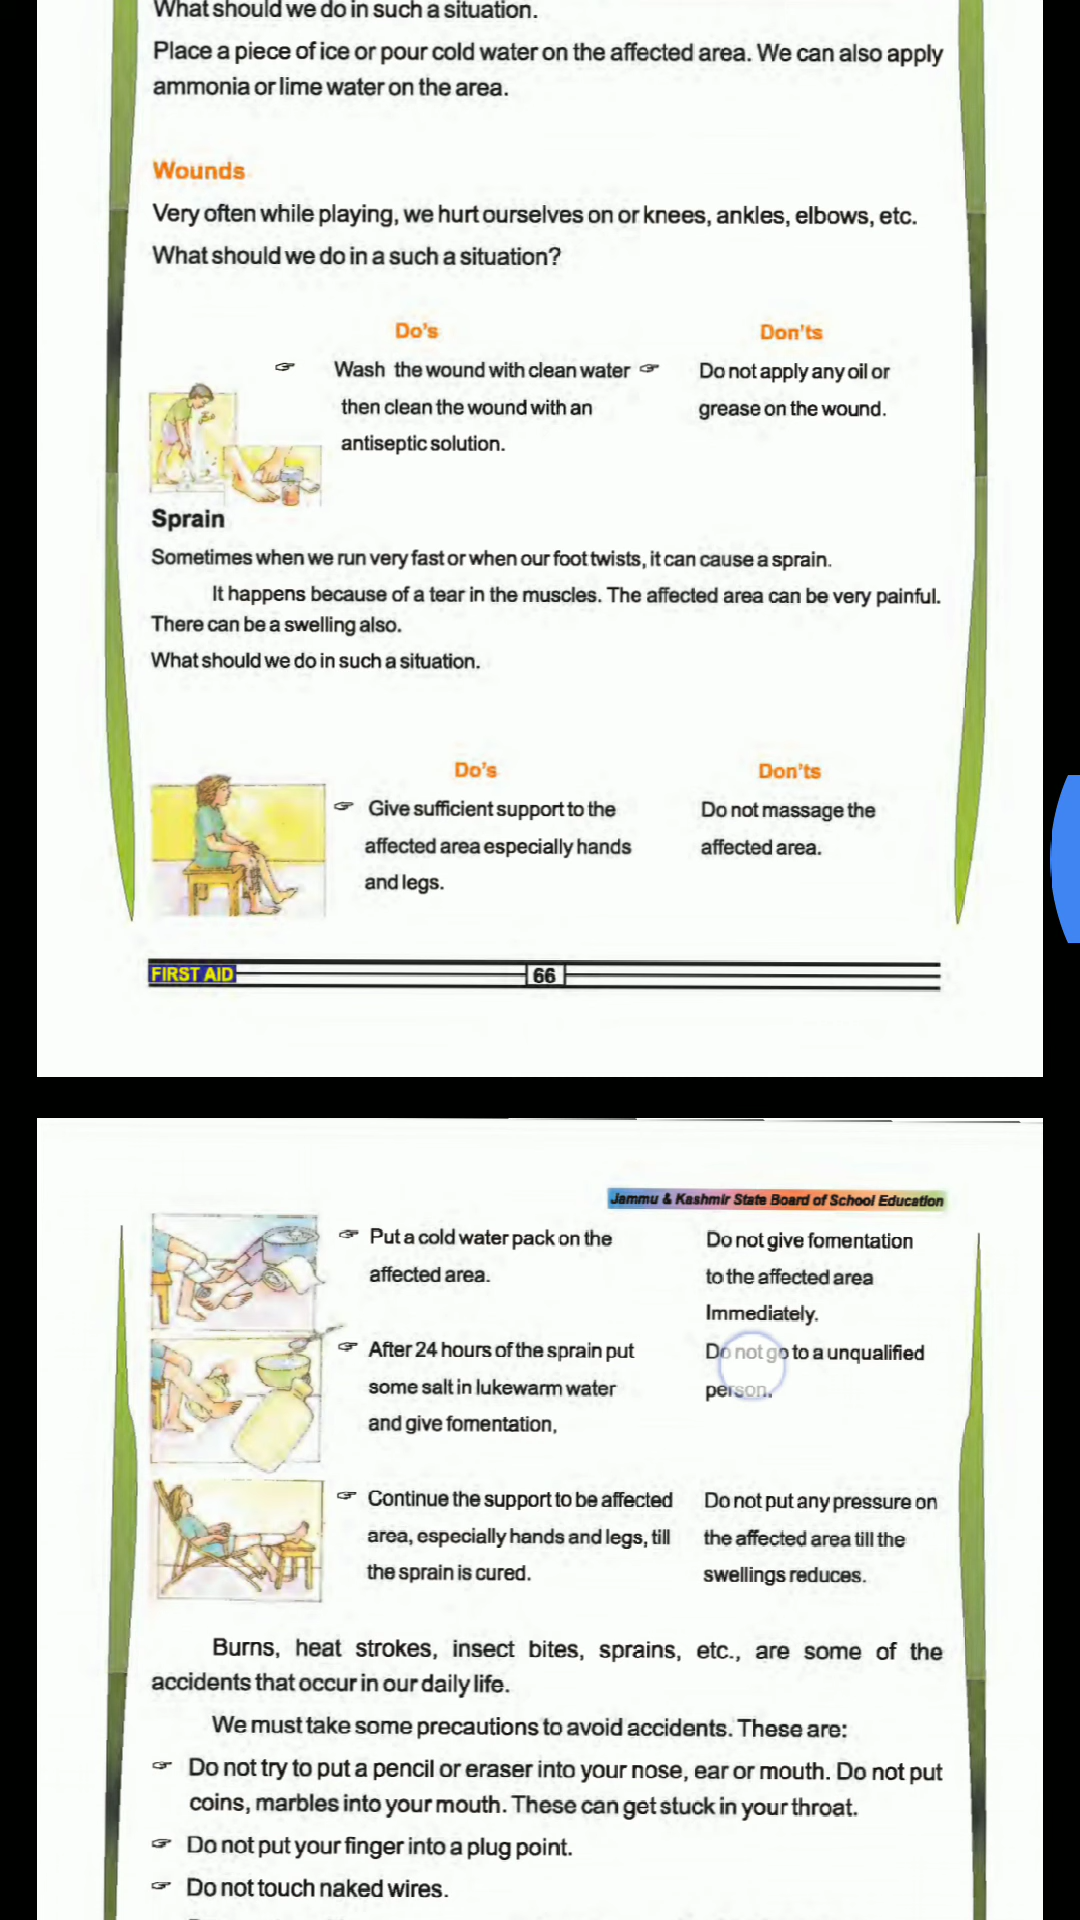 What should we do in such a situation.
Place a piece of ice or pour cold water on the affected area. We can also apply
ammonia or lime water on the area.
Wounds
Very often while playing, we hurt ourselves on or knees, ankles, elbows, etc.
What should we do in a such a situation?
Do's
Don'ts
☞ Wash the wound with clean water
then clean the wound with an
antiseptic solution.
☞ Do not apply any oil or
grease on the wound.
Sprain
Sometimes when we run very fast or when our foot twists, it can cause a sprain.
It happens because of a tear in the muscles. The affected area can be very painful.
There can be a swelling also.
What should we do in such a situation.
Do's
Don'ts
☞ Give sufficient support to the
affected area especially hands
and legs.
Do not massage the
affected area.
FIRST AID
66
Jammu & Kashmir State Board of School Education
☞ Put a cold water pack on the
affected area.
Do not give fomentation
to the affected area
Immediately.
☞ After 24 hours of the sprain put
some salt in lukewarm water
and give fomentation,
Do not go to a unqualified
person.
☞ Continue the support to be affected
area, especially hands and legs, till
the sprain is cured.
Do not put any pressure on
the affected area till the
swellings reduces.
Burns, heat strokes, insect bites, sprains, etc., are some of the
accidents that occur in our daily life.
We must take some precautions to avoid accidents. These are:
☞ Do not try to put a pencil or eraser into your nose, ear or mouth. Do not put
coins, marbles into your mouth. These can get stuck in your throat.
☞ Do not put your finger into a plug point.
☞ Do not touch naked wires.